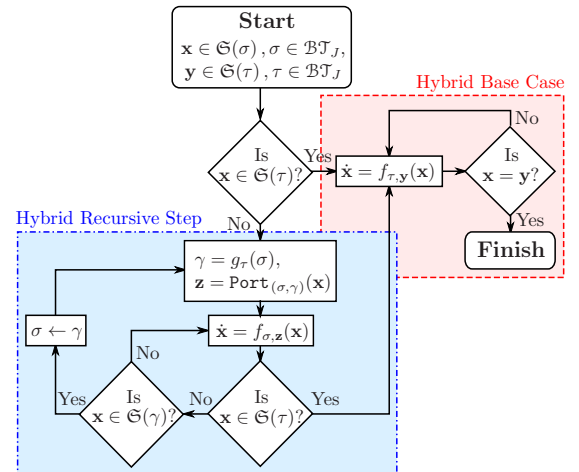 Start
𝐱 ∈ 𝔖(σ) , σ ∈ ℬ𝒯_J,
𝐲 ∈ 𝔖(τ) , τ ∈ ℬ𝒯_J
Hybrid Base Case
No
Is
𝐱 ∈ 𝔖(τ)?
Yes
ẋ = f_{τ,𝐲}(𝐱)
Is
𝐱 = 𝐲?
Yes
Finish
No
Hybrid Recursive Step
γ = g_τ(σ),
𝐳 = Port_{(σ,γ)}(𝐱)
σ ← γ
ẋ = f_{σ,𝐳}(𝐱)
No
Yes
Is
𝐱 ∈ 𝔖(γ)?
No
Is
𝐱 ∈ 𝔖(τ)?
Yes